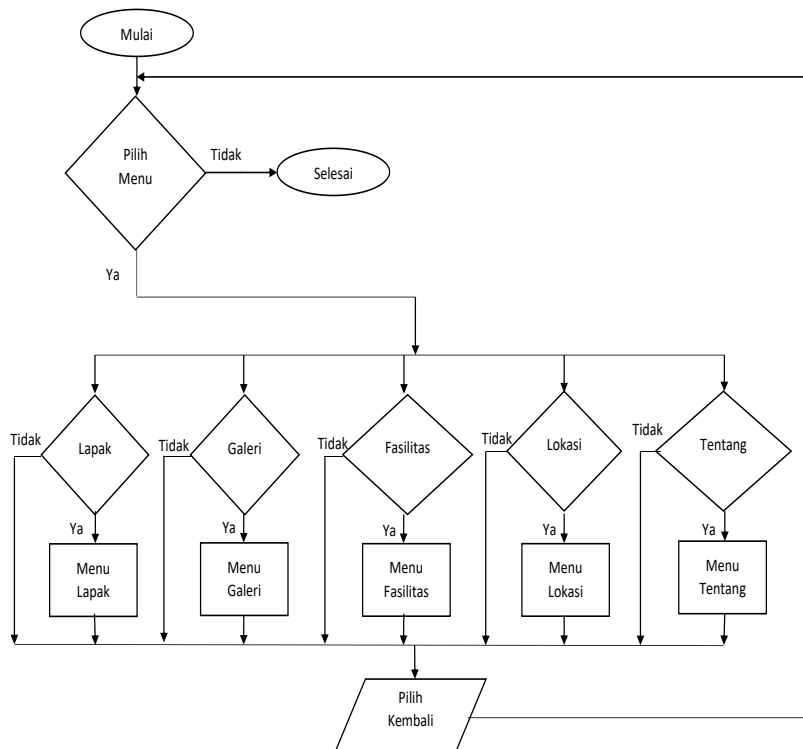 Mulai
Pilih
Menu
Tidak
Selesai
Ya
Tidak
Lapak
Tidak
Galeri
Tidak
Fasilitas
Tidak
Lokasi
Tidak
Tentang
Ya
Ya
Ya
Ya
Ya
Menu
Lapak
Menu
Galeri
Menu
Fasilitas
Menu
Lokasi
Menu
Tentang
Pilih
Kembali